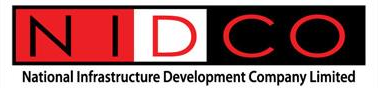 NIDCO
National Infrastructure Development Company Limited